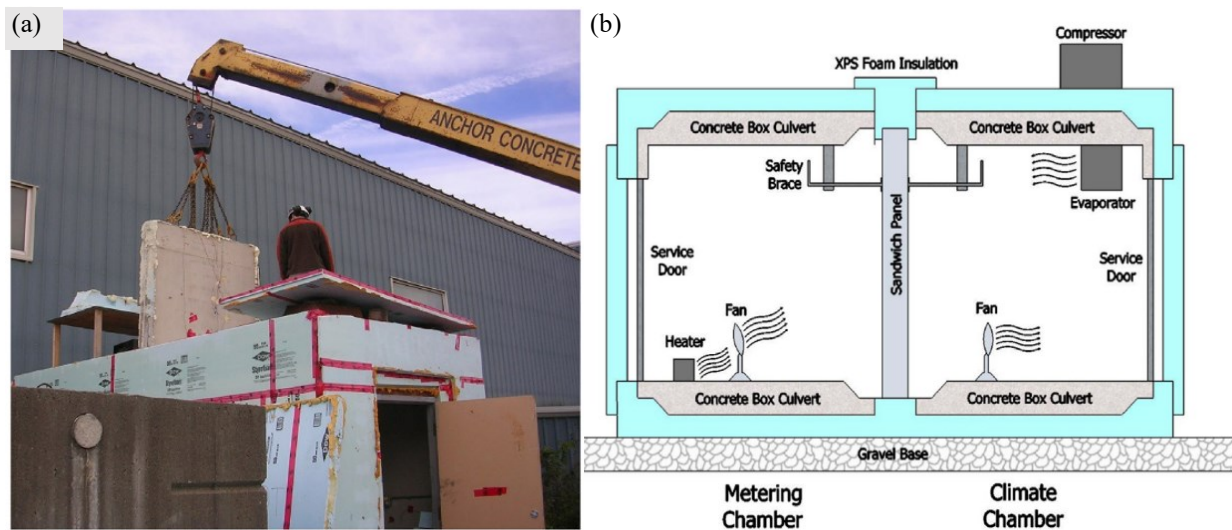 (a)
ANCHOR CONCRETE
(b)
Compressor
XPS Foam Insulation
Concrete Box Culvert
Concrete Box Culvert
Safety
Brace
Evaporator
Sandwich Panel
Service
Door
Service
Door
Fan
Fan
Heater
Concrete Box Culvert
Concrete Box Culvert
Gravel Base
Metering
Chamber
Climate
Chamber